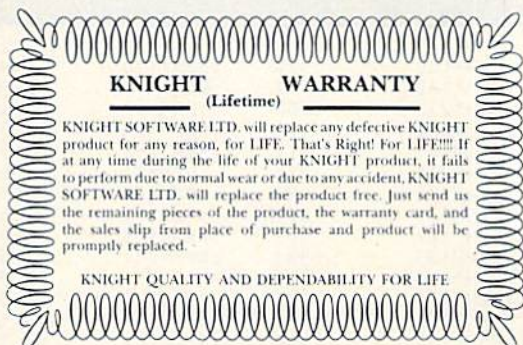 KNIGHT WARRANTY
(Lifetime)
KNIGHT SOFTWARE LTD. will replace any defective KNIGHT
product for any reason, for LIFE. That's Right! For LIFE!!!! If
at any time during the life of your KNIGHT product, it fails
to perform due to normal wear or due to any accident, KNIGHT
SOFTWARE LTD. will replace the product free. Just send us
the remaining pieces of the product, the warranty card, and
the sales slip from place of purchase and product will be
promptly replaced.
KNIGHT QUALITY AND DEPENDABILITY FOR LIFE